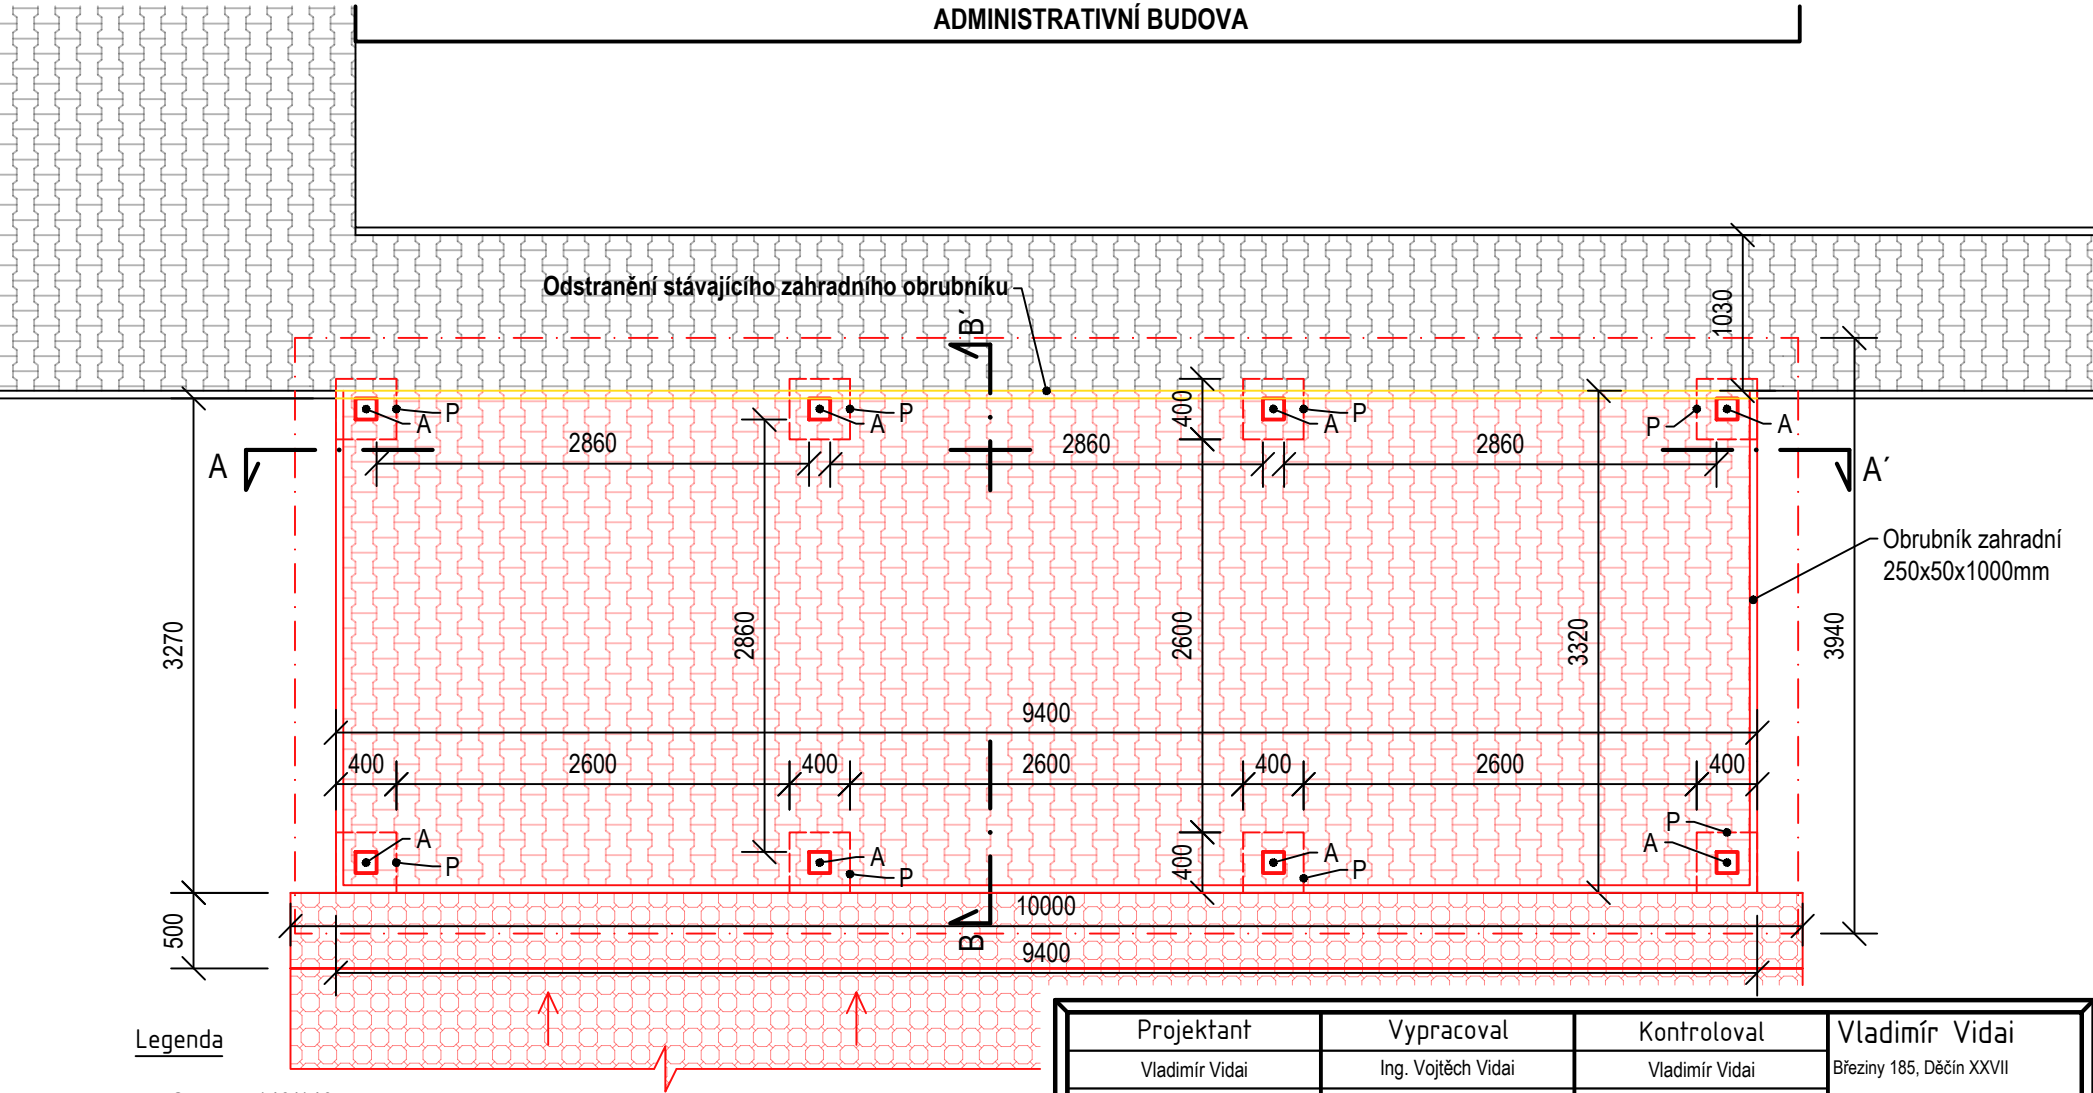 ADMINISTRATIVNÍ BUDOVA
Odstranění stávajícího zahradního obrubníku
B´
1030
P
A
P
A
400
P
A
P
A
A
2860
2860
2860
A´
Obrubník zahradní
250x50x1000mm
3270
2860
2600
3320
3940
9400
400
2600
400
2600
400
2600
400
A
P
A
P
400
A
P
P
A
500
10000
B
9400
Legenda
Projektant
Vypracoval
Kontroloval
Vladimír Vidai
Vladimír Vidai
Ing. Vojtěch Vidai
Vladimír Vidai
Březiny 185, Děčín XXVII